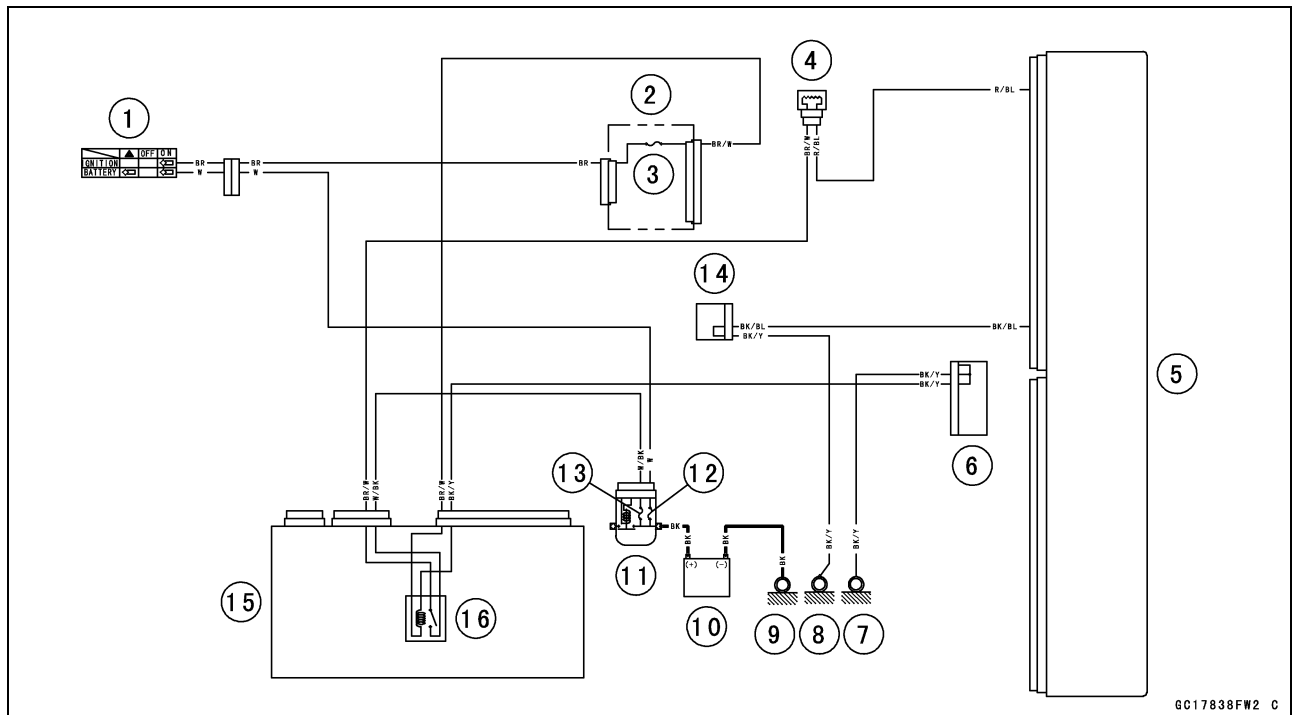 1
OFF ON
IGNITION
BATTERY
BR
W
BR
W
2
3
BR
BR/W
4
BR/W
R/BL
R/BL
14
BK/BL
BK/Y
BK/BL
5
BK/Y
BK/Y
6
BR/W
W/BK
BR/W
BK/Y
W/BK
W
13
12
11
BK
BK
BK
(+) (-)
10
BK
BK/Y
BK/Y
9
8
7
15
16
GC17838FW2 C